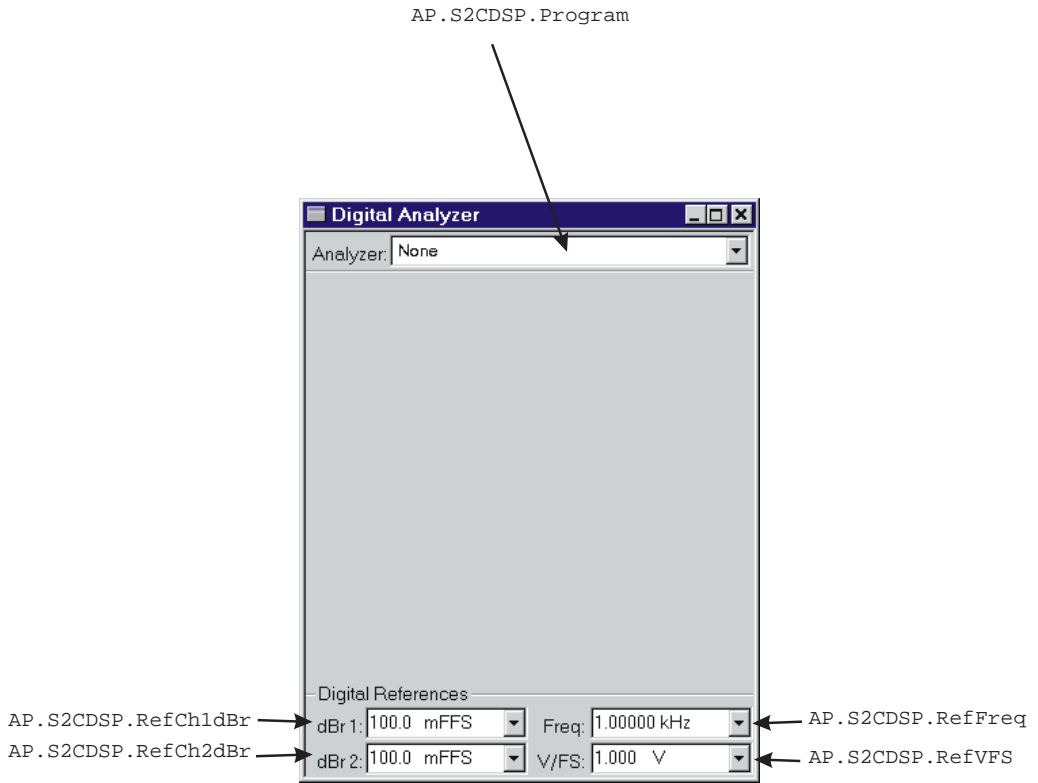 AP.S2CDSP.Program
Digital Analyzer
Analyzer: None
Digital References
AP.S2CDSP.RefCh1dBr dBr 1: 100.0 mFFS Freq: 1.00000 kHz AP.S2CDSP.RefFreq
AP.S2CDSP.RefCh2dBr dBr 2: 100.0 mFFS V/FS: 1.000 V AP.S2CDSP.RefVFS